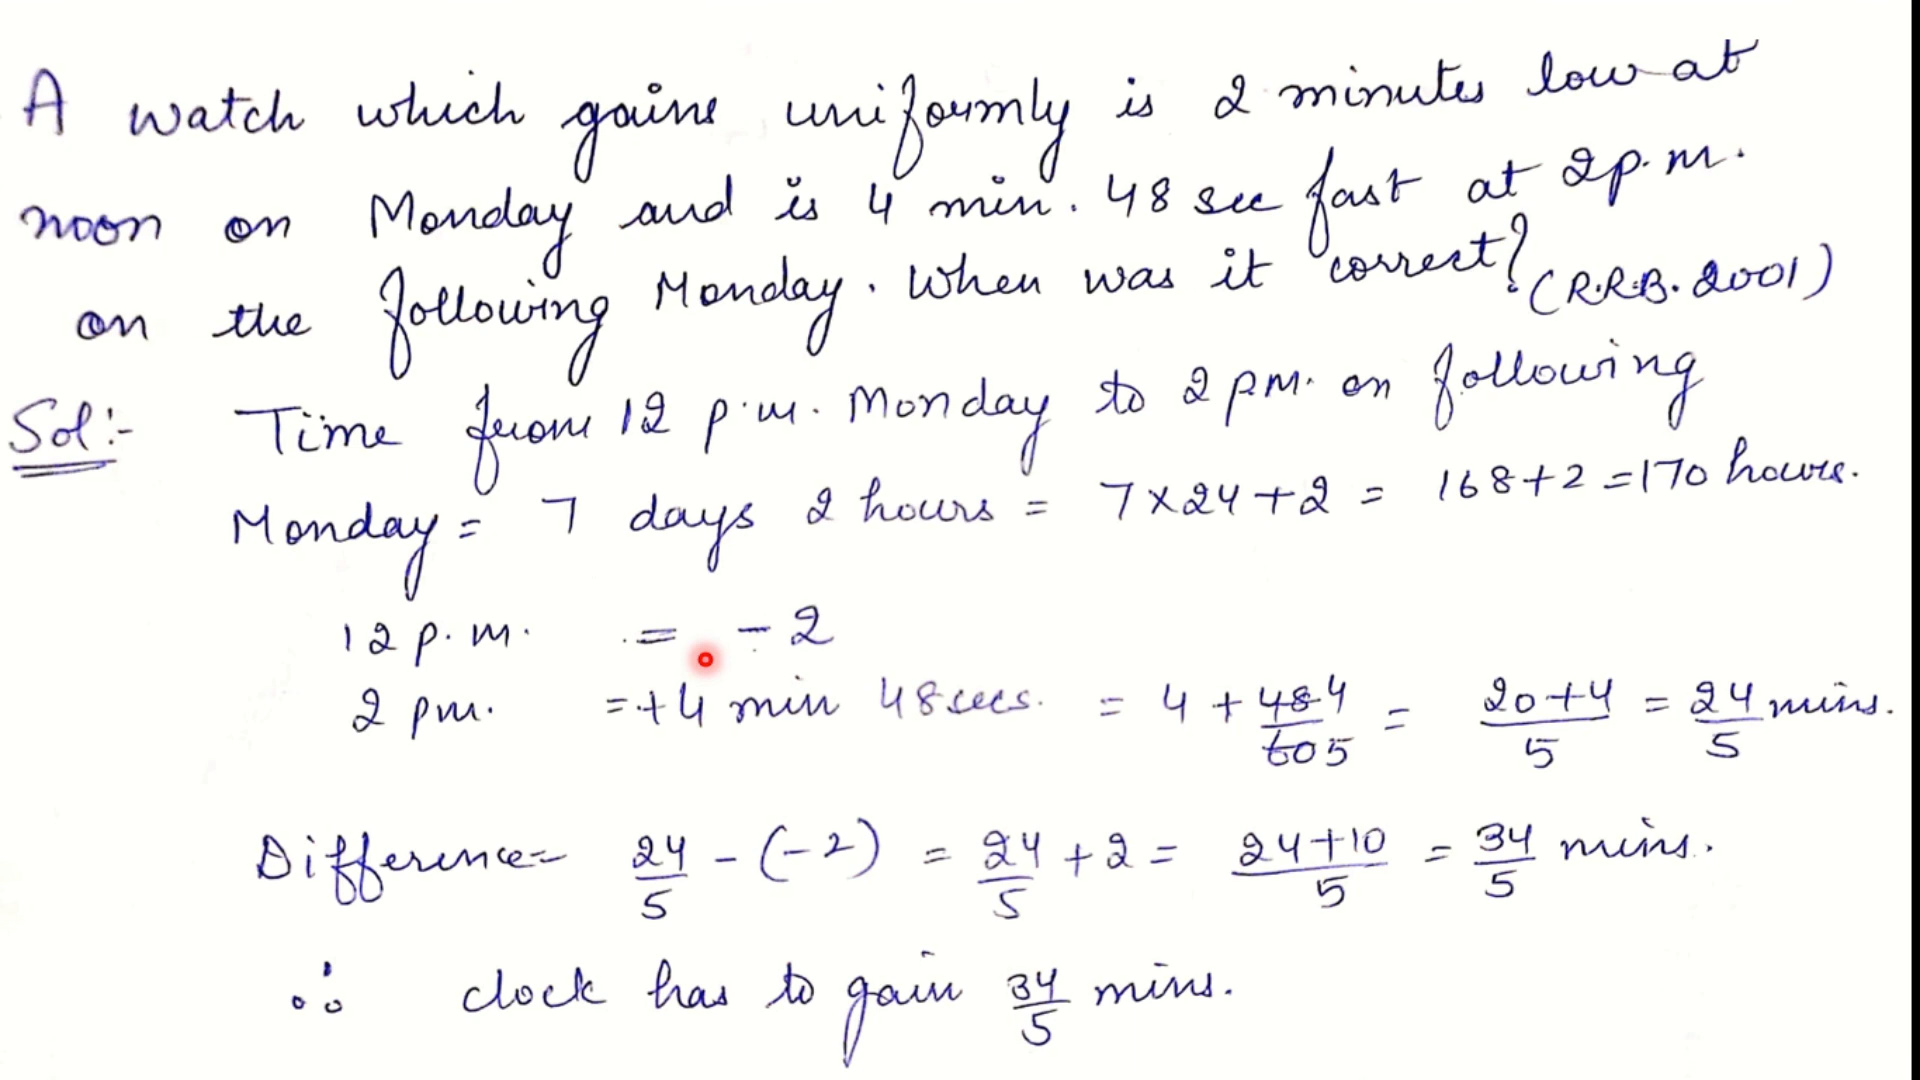 A watch which gains uniformly is 2 minutes low at
noon on Monday and is 4 min. 48 sec fast at 2 p.m.
on the following Monday. When was it correct? (R.R.B. 2001)
Sol:- Time from 12 p.m. Monday to 2 p.m. on following
Monday = 7 days 2 hours = 7×24+2 = 168+2 = 170 hours.
12 p.m. = -2
2 pm. = +4 min 48 secs. = 4 + 48 4/60 5 = 20+4/5 = 24/5 mins.
Difference= 24/5 - (-2) = 24/5 + 2 = 24+10/5 = 34/5 mins.
∴ clock has to gain 34/5 mins.